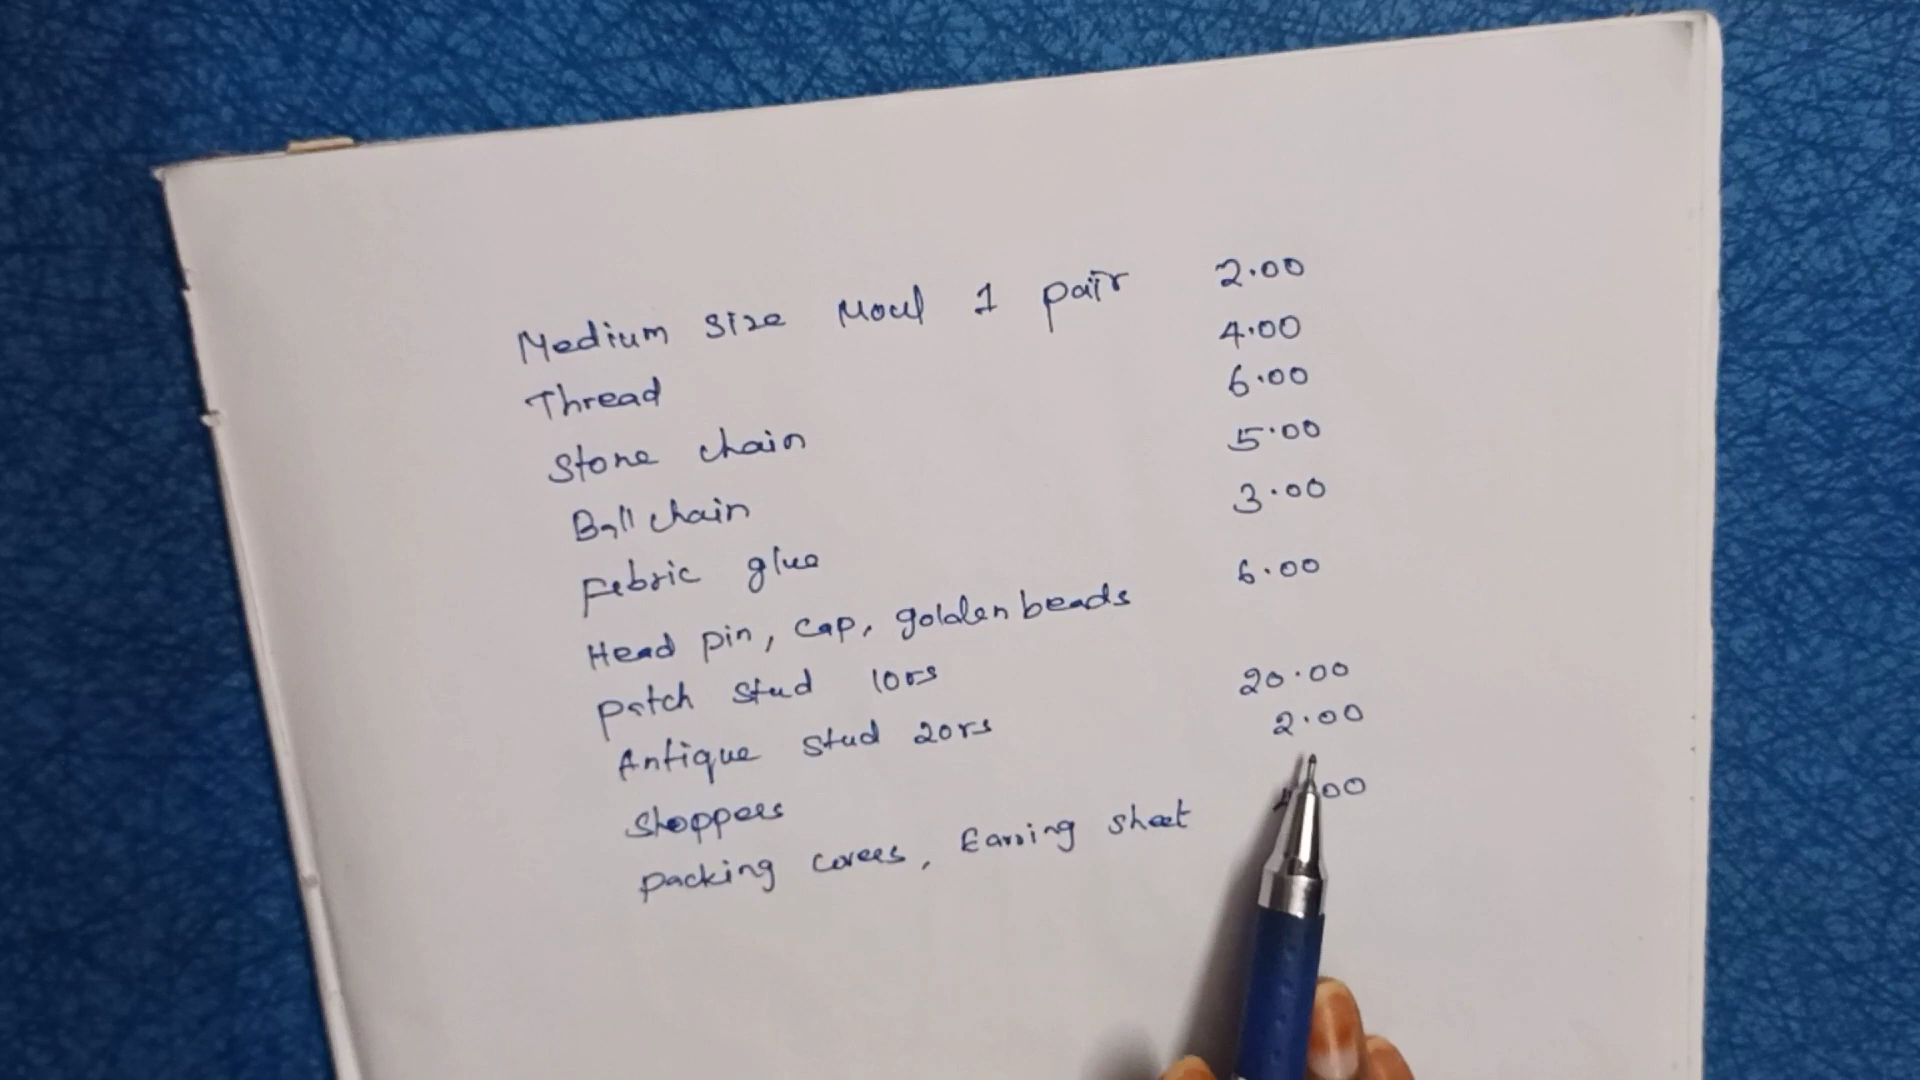 Medium size Moul 1 pair 2.00
Thread 4.00
Stone chain 6.00
Ball chain 5.00
Febric glue 3.00
Head pin, cap, golden beads 6.00
patch stud 10rs
Antique stud 20rs 20.00
Shoppers 2.00
packing covers, Earring sheet